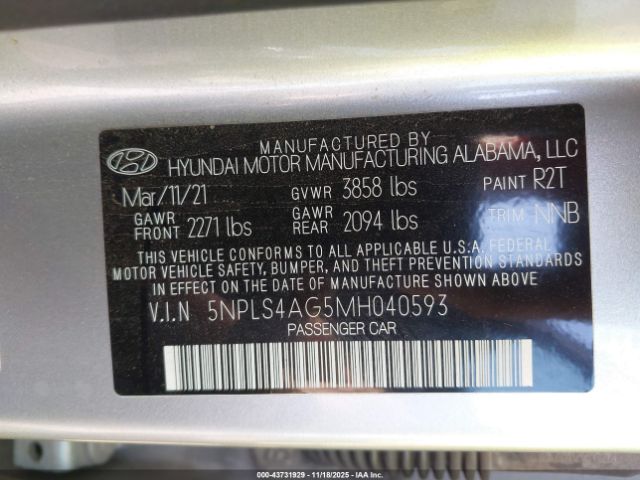 MANUFACTURED BY
HYUNDAI MOTOR MANUFACTURING ALABAMA, LLC
Mar/11/21 GVWR 3858 lbs PAINT R2T
GAWR FRONT 2271 lbs GAWR REAR 2094 lbs TRIM NNB
THIS VEHICLE CONFORMS TO ALL APPLICABLE U.S.A. FEDERAL
MOTOR VEHICLE SAFETY, BUMPER, AND THEFT PREVENTION STANDARDS
IN EFFECT ON THE DATE OF MANUFACTURE SHOWN ABOVE.
V.I.N 5NPLS4AG5MH040593
PASSENGER CAR
000-43731929 - 11/18/2025 - IAA Inc.